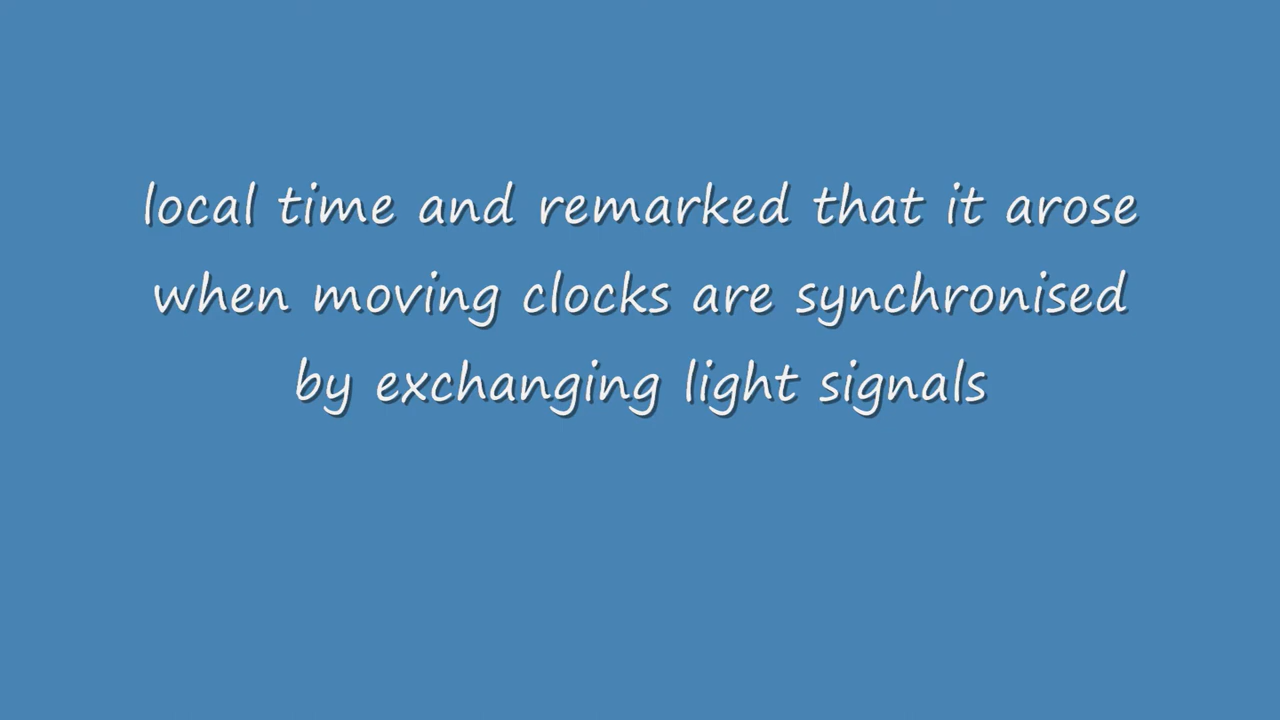 local time and remarked that it arose
when moving clocks are synchronised
by exchanging light signals